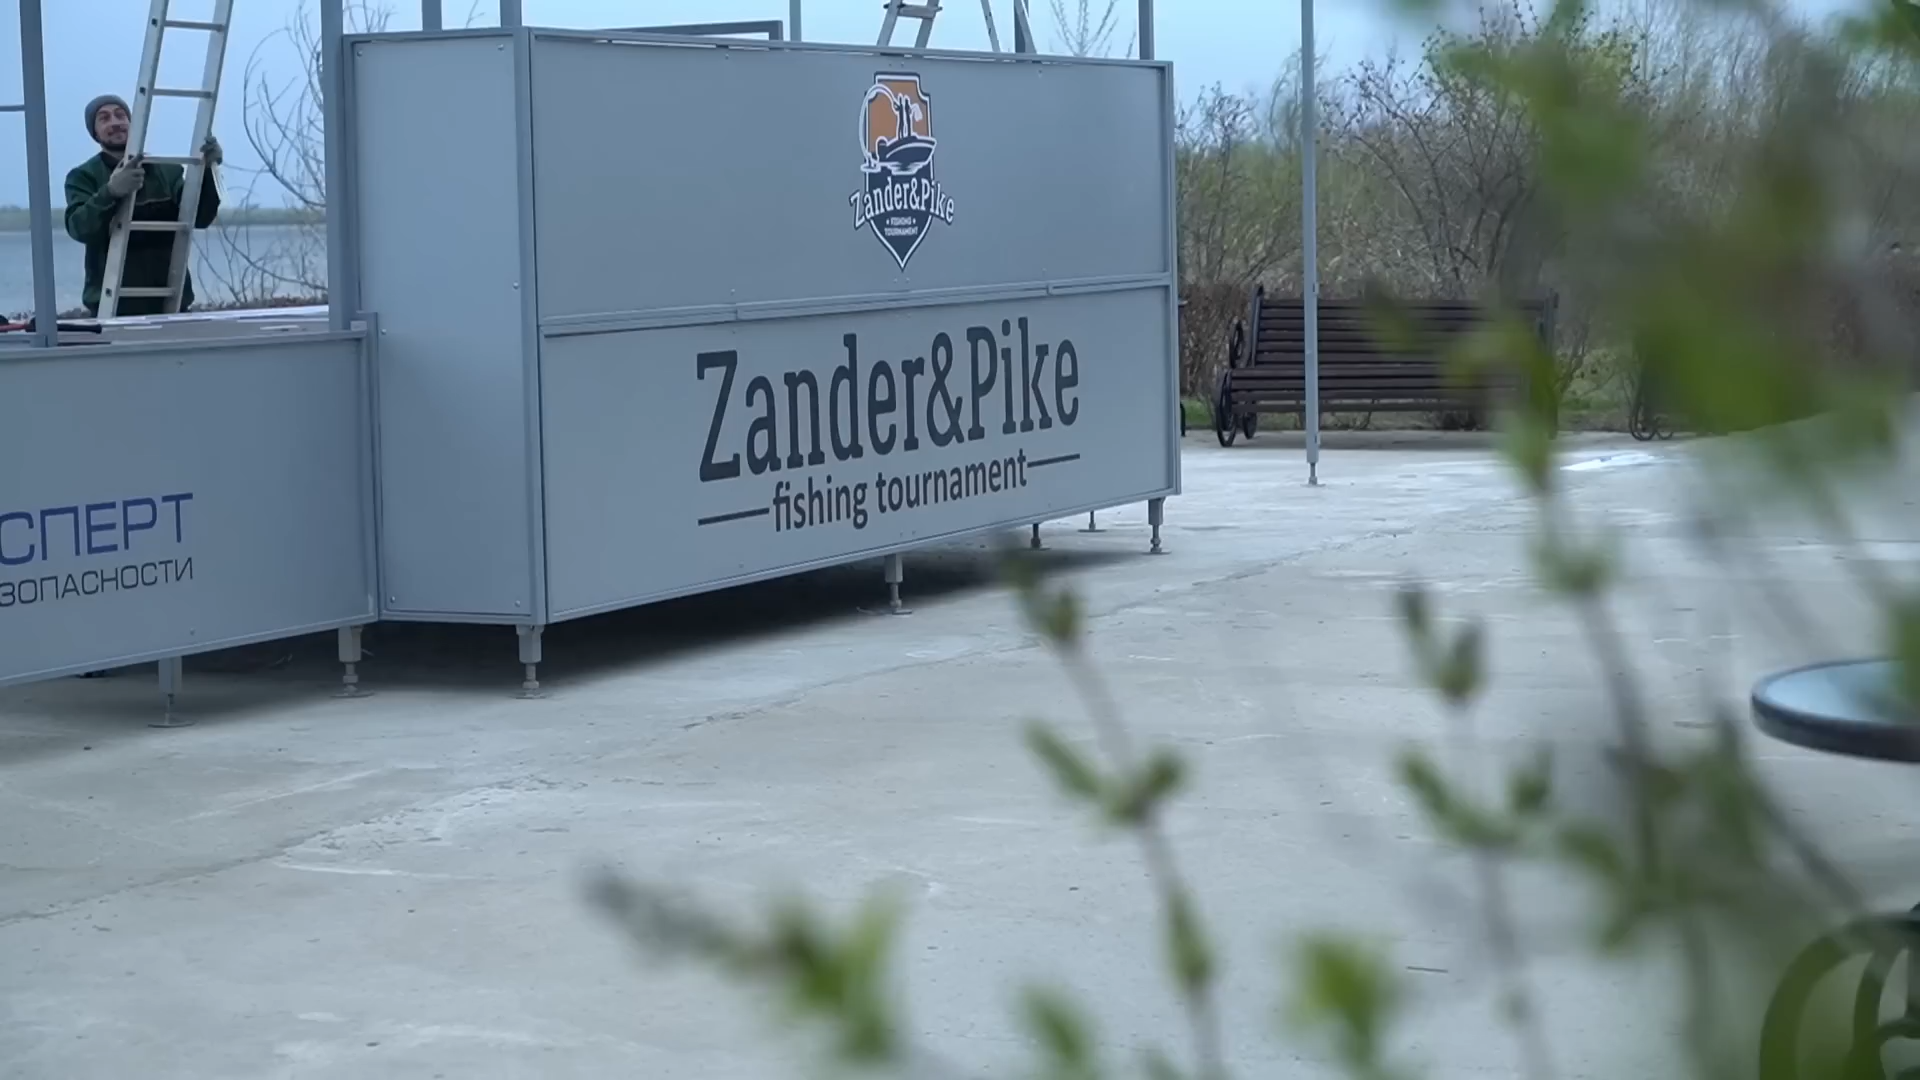 Zander&Pike
FISHING
TOURNAMENT
Zander&Pike
fishing tournament
СПЕРТ
ЗОПАСНОСТИ